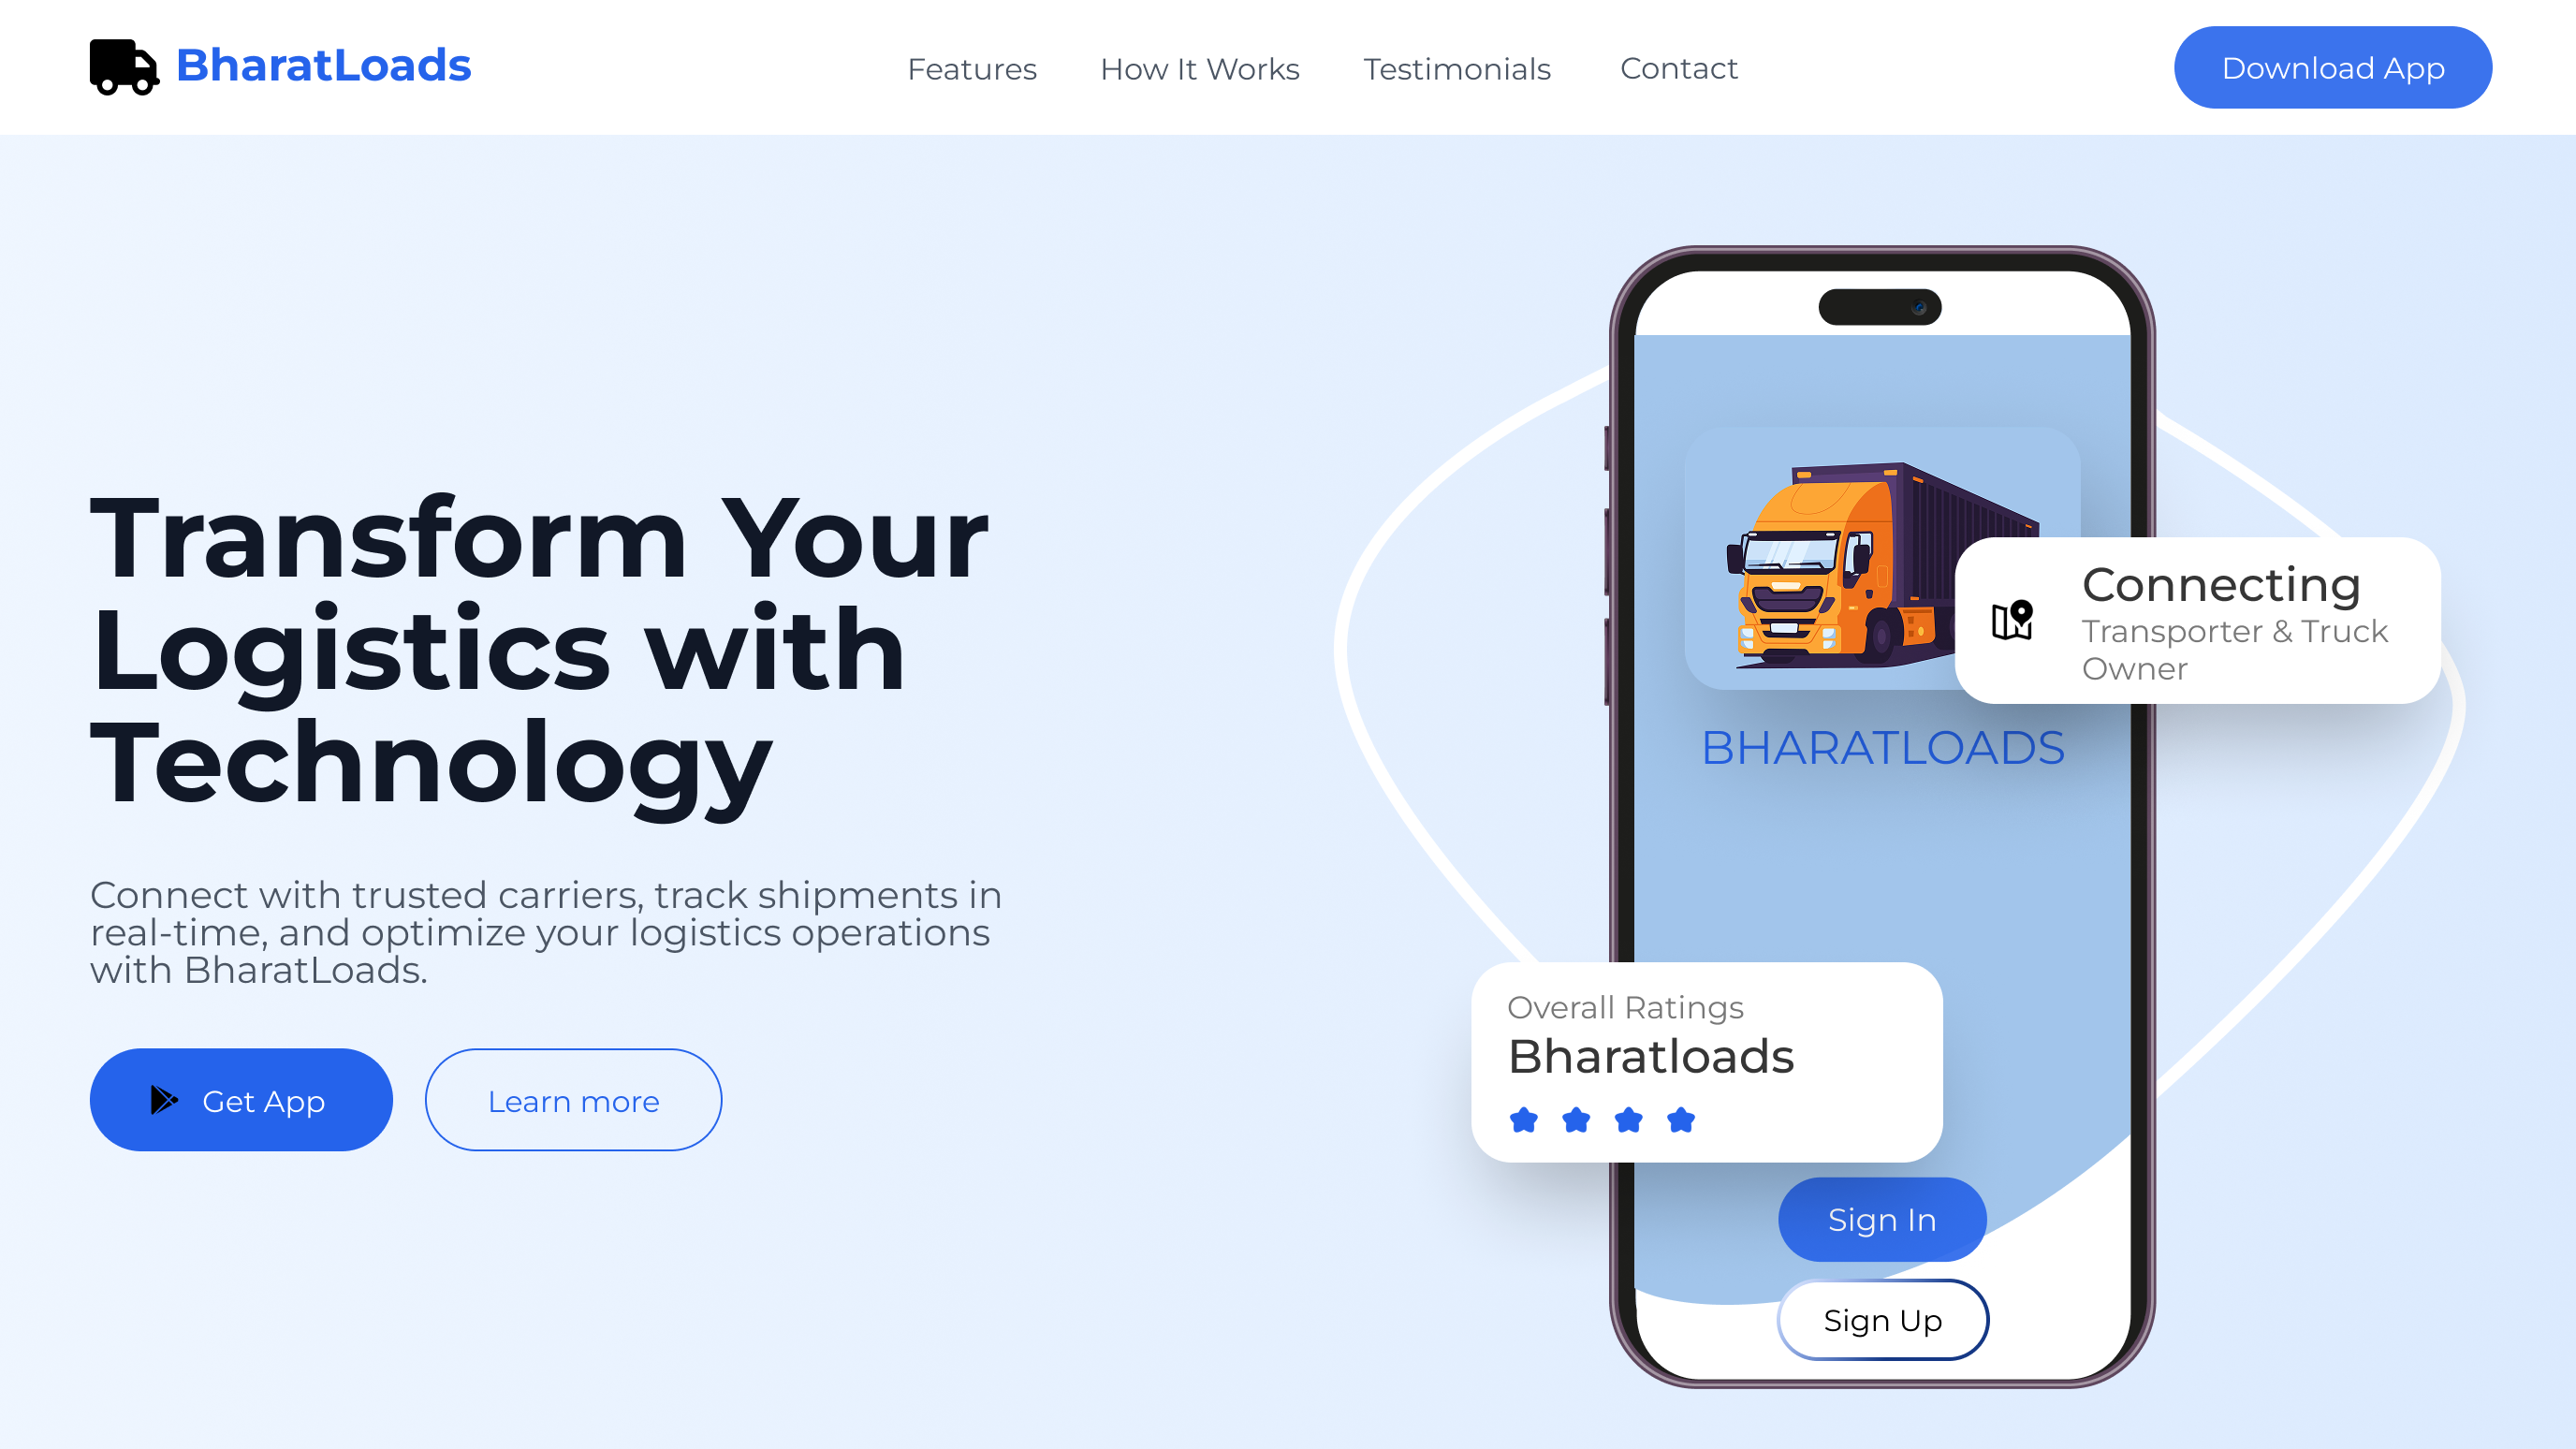 BharatLoads
Features
How It Works
Testimonials
Contact
Download App
Transform Your
Logistics with
Technology
Connect with trusted carriers, track shipments in
real-time, and optimize your logistics operations
with BharatLoads.
Get App
Learn more
Connecting
Transporter & Truck
Owner
BHARATLOADS
Overall Ratings
Bharatloads
Sign In
Sign Up